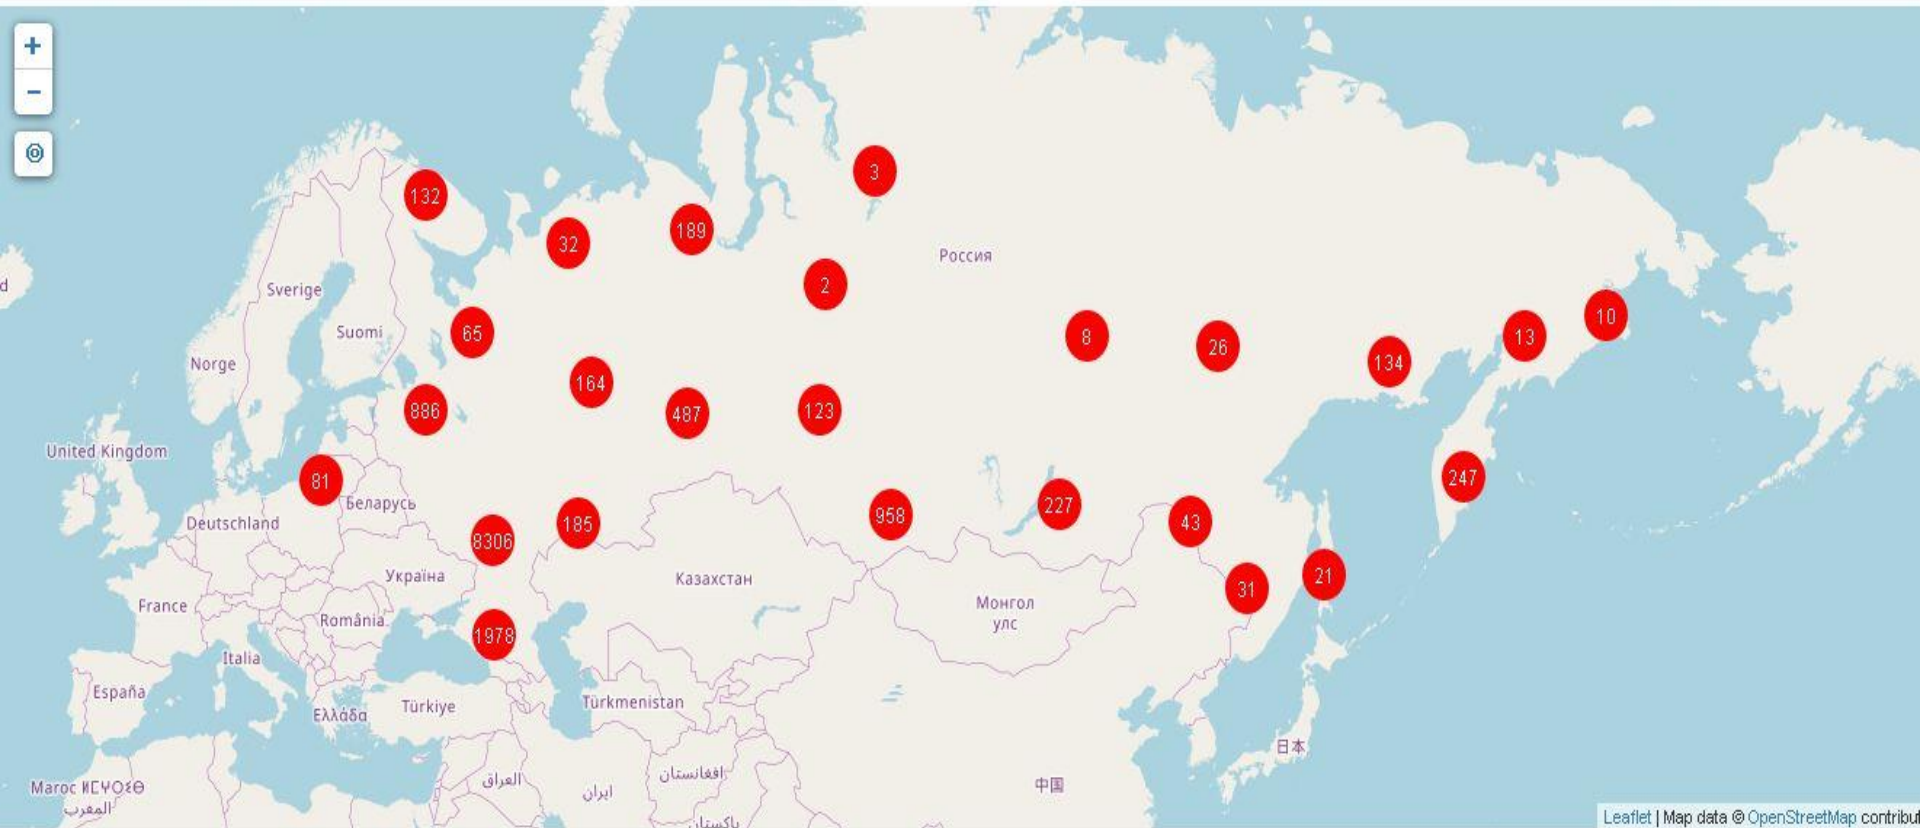 +
−
3
132
189
32
Россия
2
d
Sverige
10
65
Suomi
8
13
26
134
Norge
164
886
487
123
United Kingdom
81
247
Беларусь
227
958
Deutschland
185
43
8306
Україна
Казахстан
21
31
France
Монгол
улс
România
1978
Italia
España
Türkmenistan
Türkiye
Ελλάδα
日本
افغانستان
العراق
中国
Maroc ⵍⵎⵖⵔⵉⴱ
ایران
المغرب
پاکستان
Leaflet | Map data © OpenStreetMap contribut